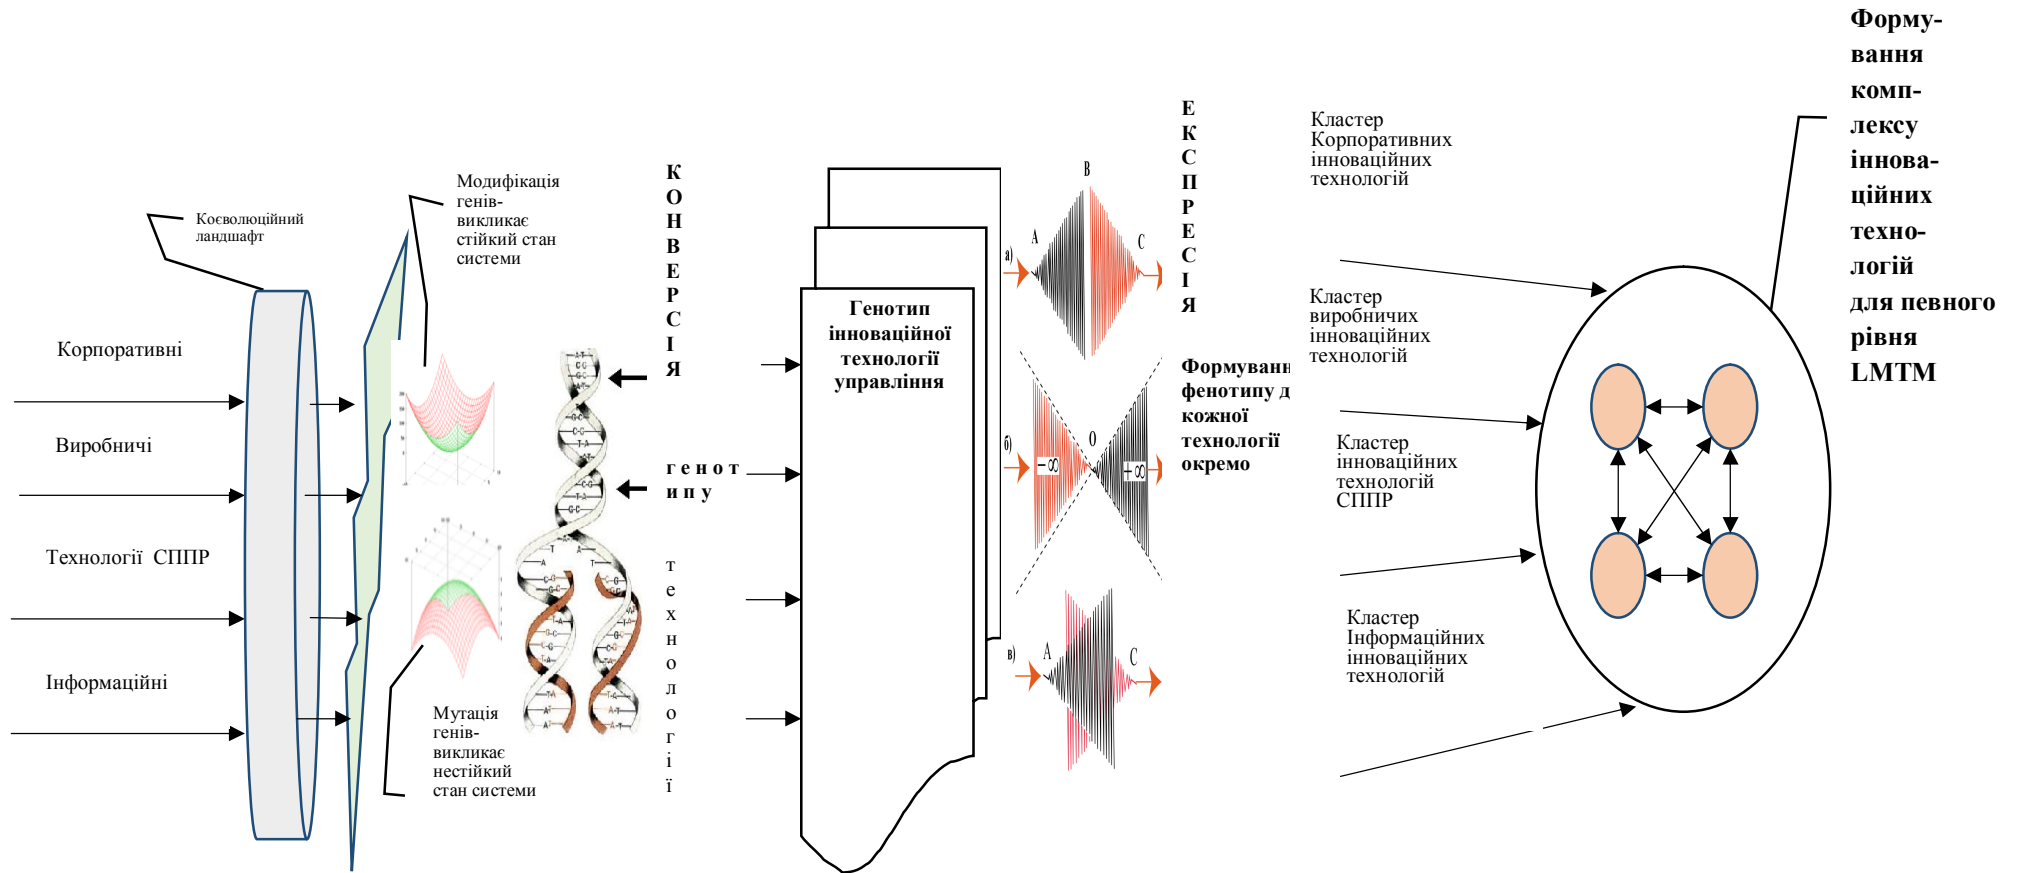 Коєволюційний
ландшафт
Корпоративні
Виробничі
Технології СППР
Інформаційні
Модифікація
генів-
викликає
стійкий стан
системи
Мутація
генів-
викликає
нестійкий
стан системи
К
О
Н
В
Е
Р
С
І
Я
г е н о т
и п у
т
е
х
н
о
л
о
г
і
ї
Генотип
інноваційної
технології
управління
а)
A
B
C
б)
−∞
O
+∞
в)
A
C
Е
К
С
П
Р
Е
С
І
Я
Формуванн
фенотипу д
кожної
технології
окремо
Кластер
Корпоративних
інноваційних
технологій
Кластер
виробничих
інноваційних
технологій
Кластер
інноваційних
технологій
СППР
Кластер
Інформаційних
інноваційних
технологій
Форму-
вання
комп-
лексу
іннова-
ційних
техно-
логій
для певного
рівня
LMTM